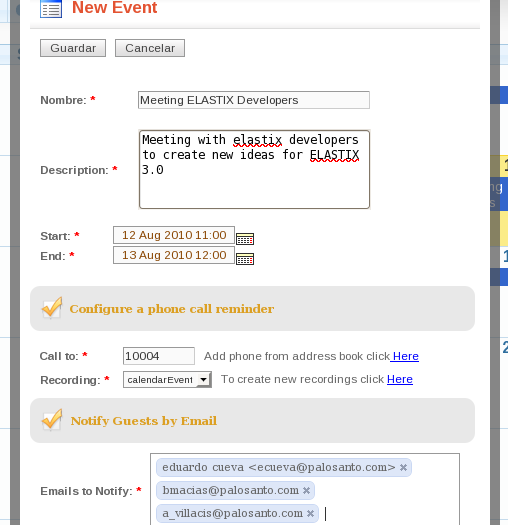 New Event
Guardar Cancelar
Nombre: * Meeting ELASTIX Developers
Description: * Meeting with elastix developers
to create new ideas for ELASTIX
3.0
Start: * 12 Aug 2010 11:00
End: * 13 Aug 2010 12:00
Configure a phone call reminder
Call to: * 10004 Add phone from address book click Here
Recording: * calendarEvent To create new recordings click Here
Notify Guests by Email
Emails to Notify: * eduardo cueva <ecueva@palosanto.com> ×
bmacias@palosanto.com ×
a_villacis@palosanto.com ×